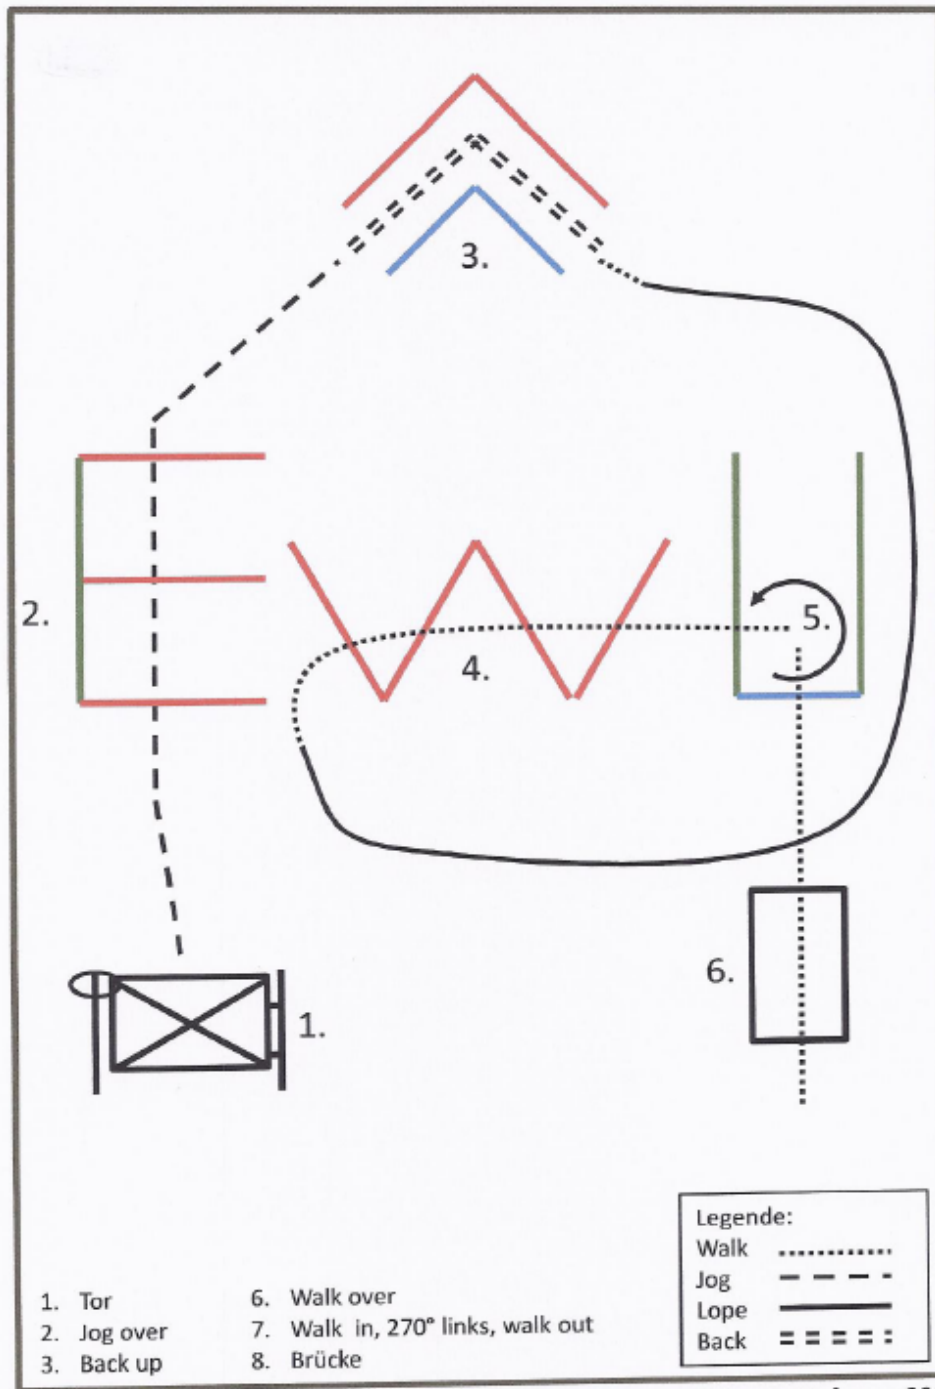 3.
2.
5.
4.
6.
1.
Legende:
Walk
Jog
Lope
Back
1. Tor
2. Jog over
3. Back up
6. Walk over
7. Walk in, 270° links, walk out
8. Brücke